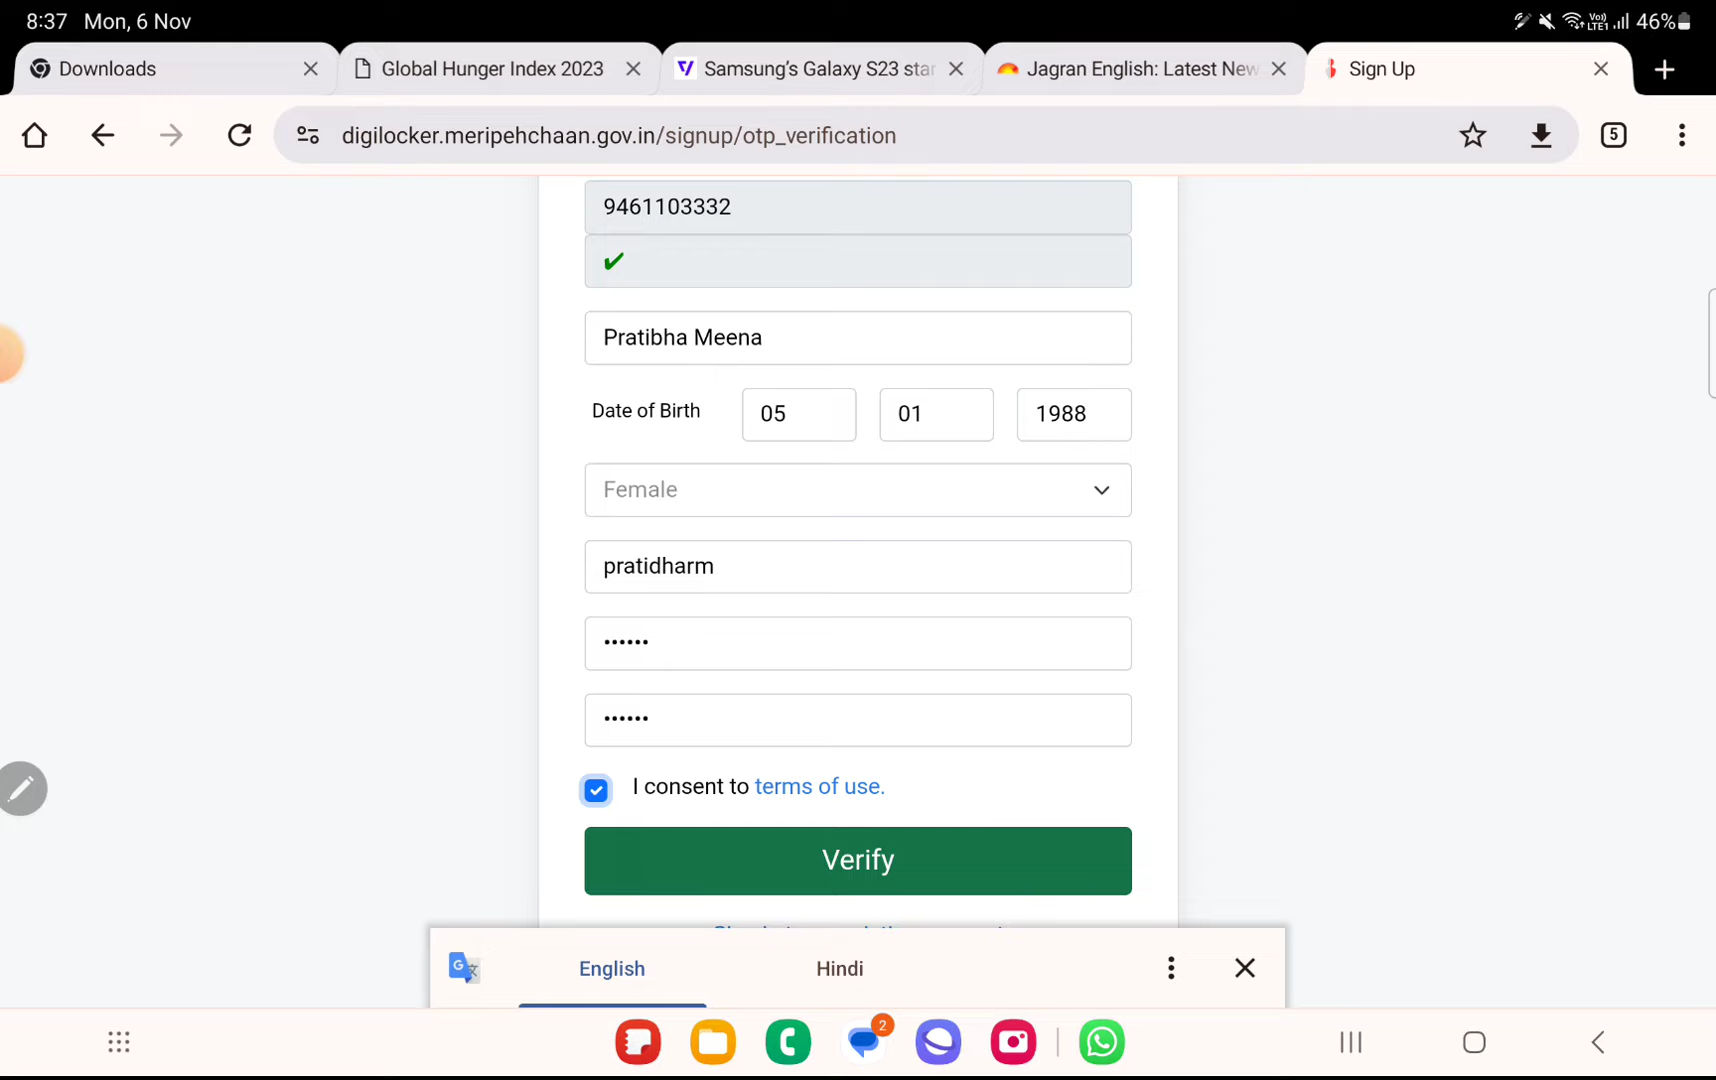 8:37 Mon, 6 Nov
Vo) LTE1 46%
Downloads
Global Hunger Index 2023
Samsung's Galaxy S23 star
Jagran English: Latest New
Sign Up
digilocker.meripehchaan.gov.in/signup/otp_verification
5
9461103332
Pratibha Meena
Date of Birth 05 01 1988
Female
pratidharm
••••••
••••••
I consent to terms of use.
Verify
English Hindi
2